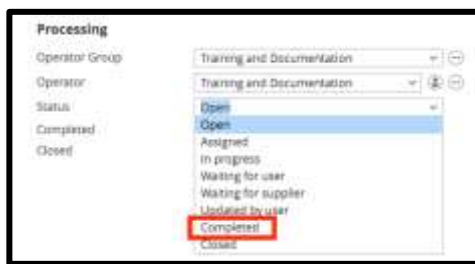 Processing
Operator Group Training and Documentation
Operator Training and Documentation
Status Open
Completed Open
Closed Assigned
In progress
Waiting for user
Waiting for supplier
Updated by user
Completed
Closed